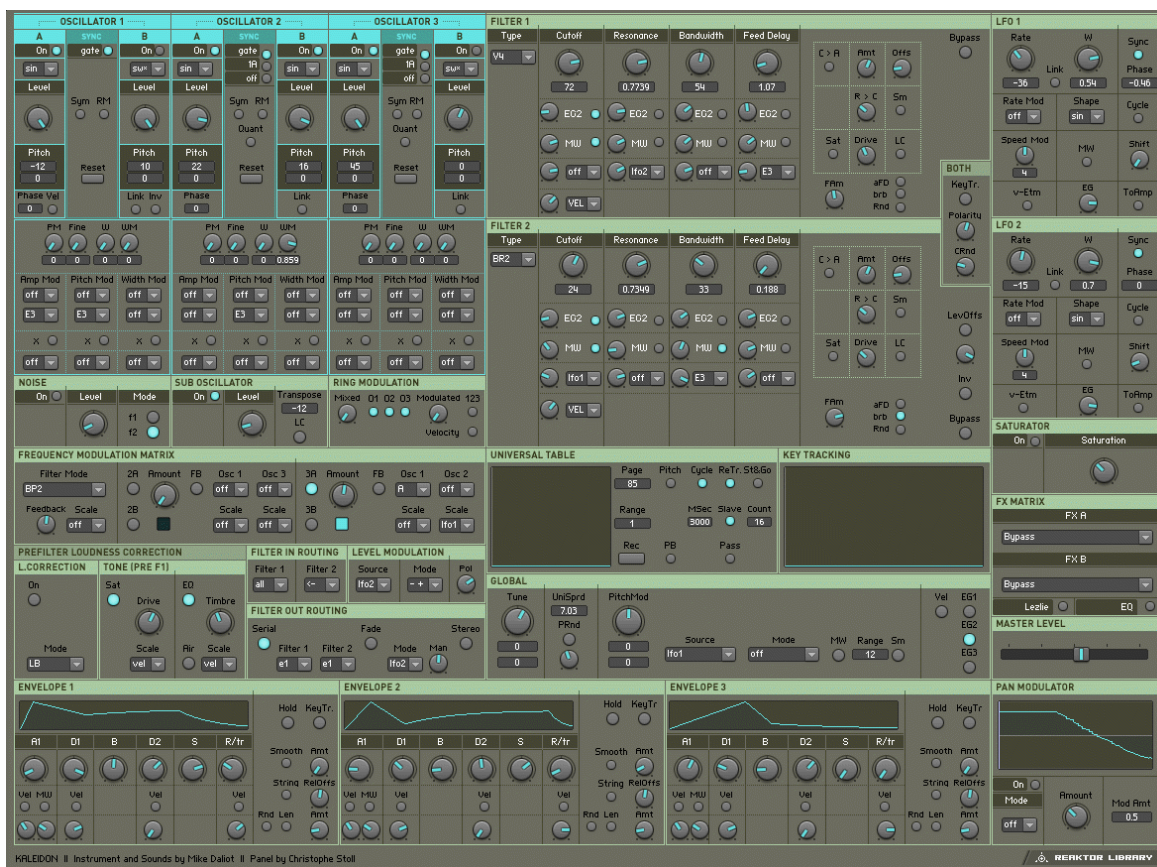 OSCILLATOR 1 OSCILLATOR 2 OSCILLATOR 3
A SYNC B A SYNC B A SYNC B
On gate On On gate On On gate On
1A 1A
off off
sin sin sin sin
Level Level Level Level Level Level
Sym RM Sym RM Sym RM
Quant
Pitch Reset Pitch Pitch Reset Pitch Pitch Reset Pitch
-12 10 22 16 45 0
0 0 0 0 0 0
Phase Vel Link Inv Phase Link Phase Link
0 0 0
PM Fine W WM PM Fine W WM PM Fine W WM
0 0 0 0 0 0 0 0.859 0 0 0 0
Amp Mod Pitch Mod Width Mod Amp Mod Pitch Mod Width Mod Amp Mod Pitch Mod Width Mod
off off off off off off off off off
E3 E3 off off E3 off off off off
X X X X X X X X X
off off off off off off off off off
NOISE SUB OSCILLATOR RING MODULATION
On Level Mode On Level Transpose Mixed O1 O2 O3 Modulated 123
f1 -12
f2 LC Velocity
FREQUENCY MODULATION MATRIX
Filter Mode 2A Amount FB Osc 1 Osc 3 3A Amount FB Osc 1 Osc 2
BP2 off off A off
Feedback Scale 2B Scale Scale 3B Scale Scale
off off off off lfo1
PREFILTER LOUDNESS CORRECTION
L.CORRECTION TONE (PRE F1)
On Sat EQ
Drive Timbre
Mode Scale Air Scale
LB vel vel
FILTER IN ROUTING LEVEL MODULATION
Filter 1 Filter 2 Source Mode Pol
all <- lfo2 - +
FILTER OUT ROUTING
Serial Fade Stereo
Filter 1 Filter 2 Mode Man
e1 e1 lfo2
FILTER 1
Type Cutoff Resonance Bandwidth Feed Delay
V4
72 0.7739 54 1.07
EG2 EG2 EG2 EG2
MW MW MW MW
off lfo2 off E3
VEL
C > A Amt Offs
R > C Sm
Sat Drive LC
FAm aFD
brb
Rnd
Bypass
BOTH
KeyTr.
Polarity
CRnd
FILTER 2
Type Cutoff Resonance Bandwidth Feed Delay
BR2
24 0.7349 33 0.188
EG2 EG2 EG2 EG2
MW MW MW MW
lfo1 off E3 off
VEL
C > A Amt Offs
R > C Sm
Sat Drive LC
FAm aFD
brb
Rnd
LevOffs
Inv
Bypass
UNIVERSAL TABLE KEY TRACKING
Page Pitch Cycle ReTr. St&Go
85
Range MSec Slave Count
1 3000 16
Rec PB Pass
GLOBAL
Tune UniSprd PitchMod Vel EG1
7.03 EG2
PRnd EG3
0 0 Source Mode MW Range Sm
0 0 lfo1 off 12
LFO 1
Rate W Sync
Link Phase
-36 0.54 -0.46
Rate Mod Shape Cycle
off sin
Speed Mod MW Shift
4
v-Etm EG ToAmp
LFO 2
Rate W Sync
Link Phase
-15 0.7 0
Rate Mod Shape Cycle
off sin
Speed Mod MW Shift
4
v-Etm EG ToAmp
SATURATOR
On Saturation
FX MATRIX
FX A
Bypass
FX B
Bypass
Lezlie EQ
MASTER LEVEL
ENVELOPE 1 ENVELOPE 2 ENVELOPE 3
Hold KeyTr. Hold KeyTr. Hold KeyTr.
A1 D1 B D2 S R/tr A1 D1 B D2 S R/tr A1 D1 B D2 S R/tr
Smooth Amt Smooth Amt Smooth Amt
String RelOffs String RelOffs String RelOffs
Vel MW Vel Vel Vel Vel MW Vel Vel Vel Vel MW Vel Vel Vel
Rnd Len Amt Rnd Len Amt Rnd Len Amt
PAN MODULATOR
On Amount Mod Amt
Mode 0.5
off
KALEIDON II Instrument and Sounds by Mike Daliot II Panel by Christophe Stoll
REAKTOR LIBRARY